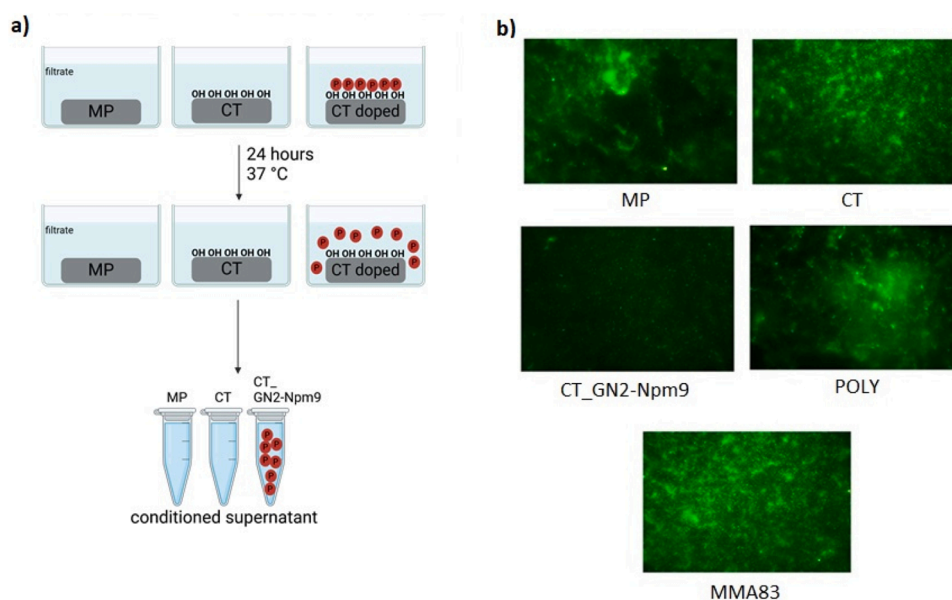 a)
filtrate
MP
OH OH OH OH OH
CT
P P P P P P
OH OH OH OH OH
CT doped
24 hours
37 °C
filtrate
MP
OH OH OH OH OH
CT
P P P P P P P P
OH OH OH OH OH
CT doped
MP
CT
CT_
GN2-Npm9
P P P P P P P
conditioned supernatant
b)
MP
CT
CT_GN2-Npm9
POLY
MMA83